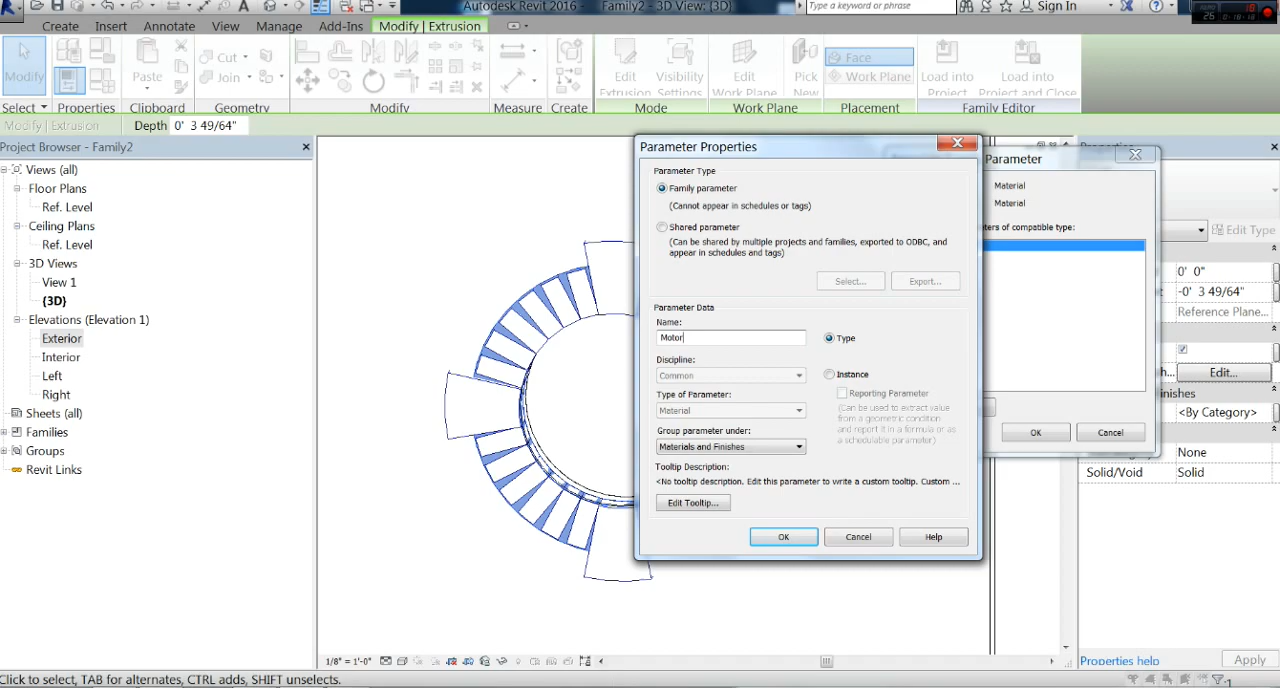 Autodesk Revit 2016 - Family2 - 3D View: {3D}
Type a keyword or phrase
Sign In
Create Insert Annotate View Manage Add-Ins Modify | Extrusion
Modify
Paste
Cut
Join
Edit Extrusion
Visibility Settings
Edit Work Plane
Pick New
Face
Work Plane
Load into Project
Load into Project and Close
Select Properties Clipboard Geometry Modify Measure Create Mode Work Plane Placement Family Editor
Modify | Extrusion
Depth 0' 3 49/64"
Project Browser - Family2
Views (all)
Floor Plans
Ref. Level
Ceiling Plans
Ref. Level
3D Views
View 1
{3D}
Elevations (Elevation 1)
Exterior
Interior
Left
Right
Sheets (all)
Families
Groups
Revit Links
Parameter Properties
Parameter Type
Family parameter
(Cannot appear in schedules or tags)
Shared parameter
(Can be shared by multiple projects and families, exported to ODBC, and
appear in schedules and tags)
Select... Export...
Parameter Data
Name:
Motor
Type
Discipline:
Common
Instance
Reporting Parameter
(Can be used to extract value
from a geometric condition
and report it in a formula or as
a schedulable parameter)
Type of Parameter:
Material
Group parameter under:
Materials and Finishes
Tooltip Description:
<No tooltip description. Edit this parameter to write a custom tooltip. Custom ...
Edit Tooltip...
OK Cancel Help
Parameter
Material
Material
ters of compatible type:
OK Cancel
Edit Type
0' 0"
-0' 3 49/64"
Reference Plane...
Edit...
<By Category>
None
Solid/Void Solid
1/8" = 1'-0"
Properties help
Apply
Click to select, TAB for alternates, CTRL adds, SHIFT unselects.